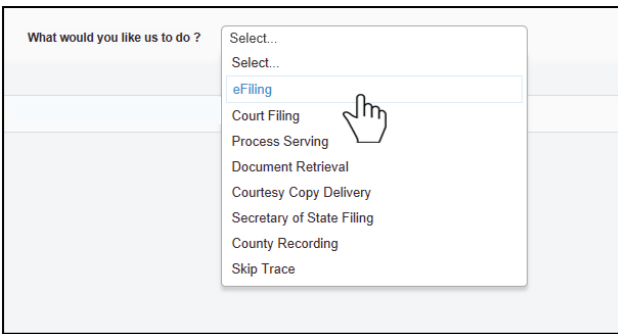 What would you like us to do ? Select...
Select...
eFiling
Court Filing
Process Serving
Document Retrieval
Courtesy Copy Delivery
Secretary of State Filing
County Recording
Skip Trace